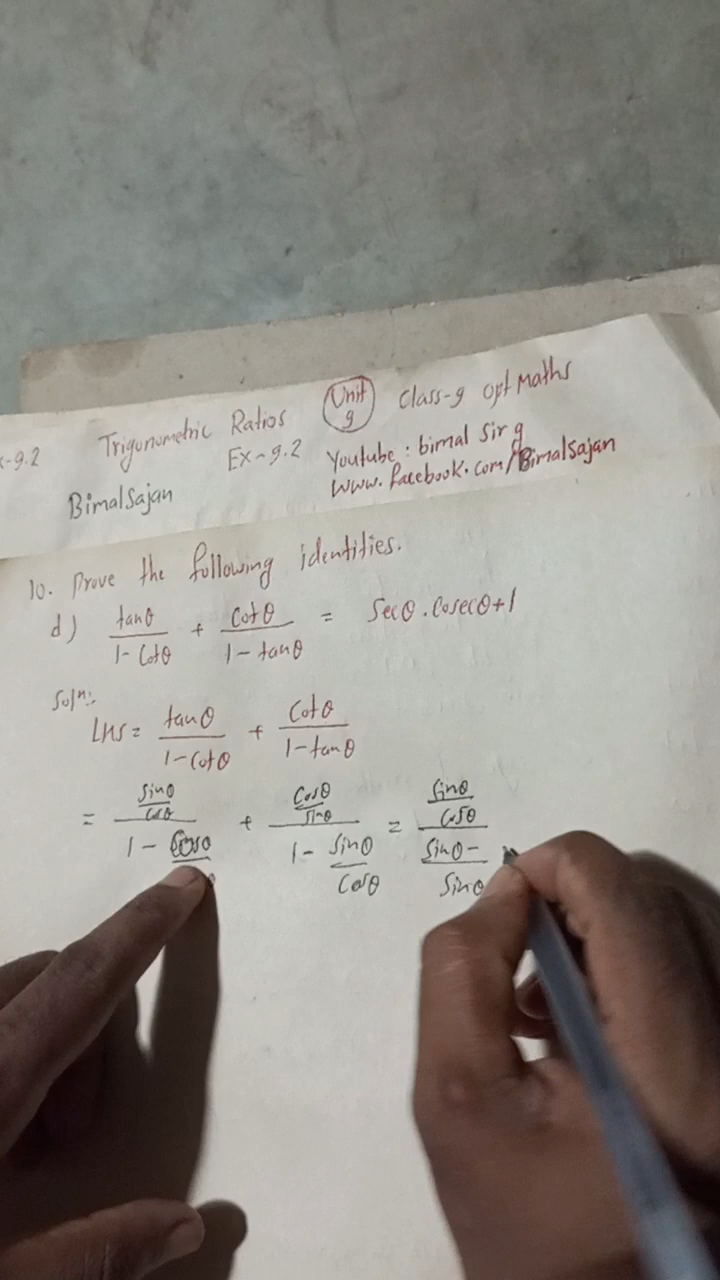 x-9.2 Trigonometric Ratios Unit 9 Class-9 opt Maths
Ex-9.2 Youtube: bimal sir g
BimalSajan www.facebook.com/BimalSajan
10. Prove the following identities.
d) tanθ/1-Cotθ + Cotθ/1-tanθ = Secθ.Cosecθ+1
Soln:
LHS = tanθ/1-Cotθ + Cotθ/1-tanθ
= sinθ/cosθ/1-Cosθ + Cosθ/sinθ/1-Sinθ/Cosθ = Sinθ/Cosθ/Sinθ-/Sinθ